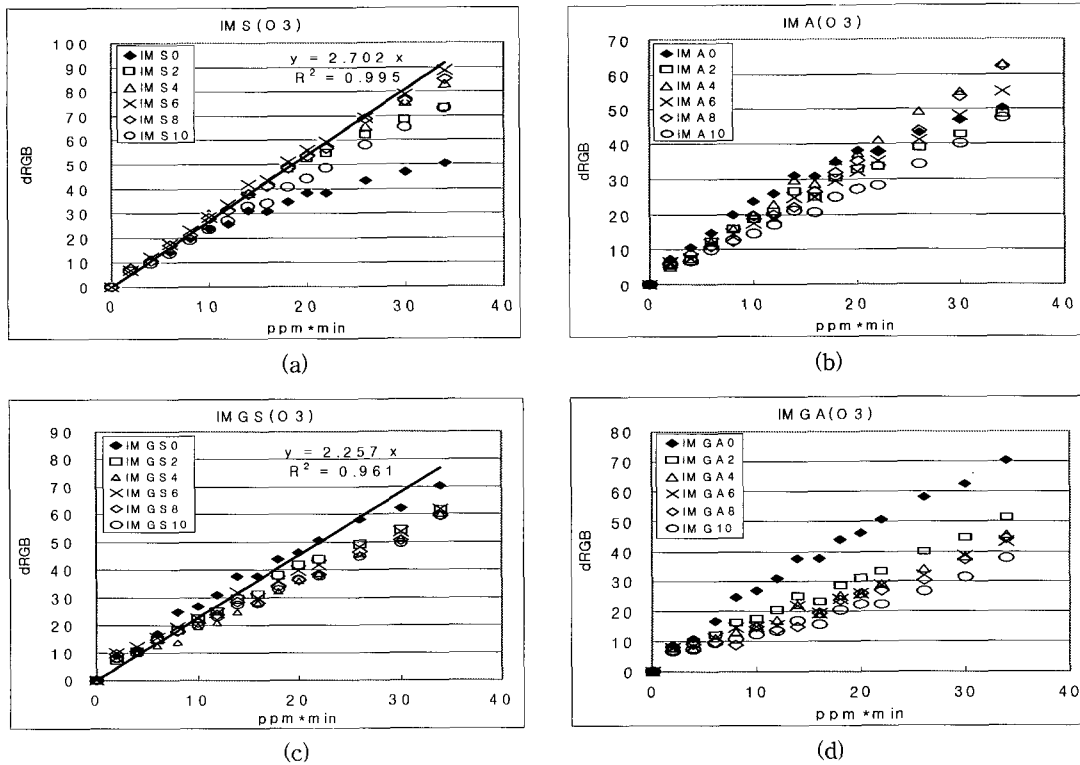 IMS(O3)
100
90
80
70
60
50
40
30
20
10
0
dRGB
IMS0
IMS2
IMS4
IMS6
IMS8
IMS10
y = 2.702 x
R² = 0.995
0 10 20 30 40
ppm*min
(a)
IMA(O3)
70
60
50
40
30
20
10
0
dRGB
IMA0
IMA2
IMA4
IMA6
IMA8
IMA10
0 10 20 30 40
ppm*min
(b)
IMGS(O3)
90
80
70
60
50
40
30
20
10
0
dRGB
IMGS0
IMGS2
IMGS4
IMGS6
IMGS8
IMGS10
y = 2.257 x
R² = 0.961
0 10 20 30 40
ppm*min
(c)
IMGA(O3)
80
70
60
50
40
30
20
10
0
dRGB
IMGA0
IMGA2
IMGA4
IMGA6
IMGA8
IMG10
0 10 20 30 40
ppm*min
(d)